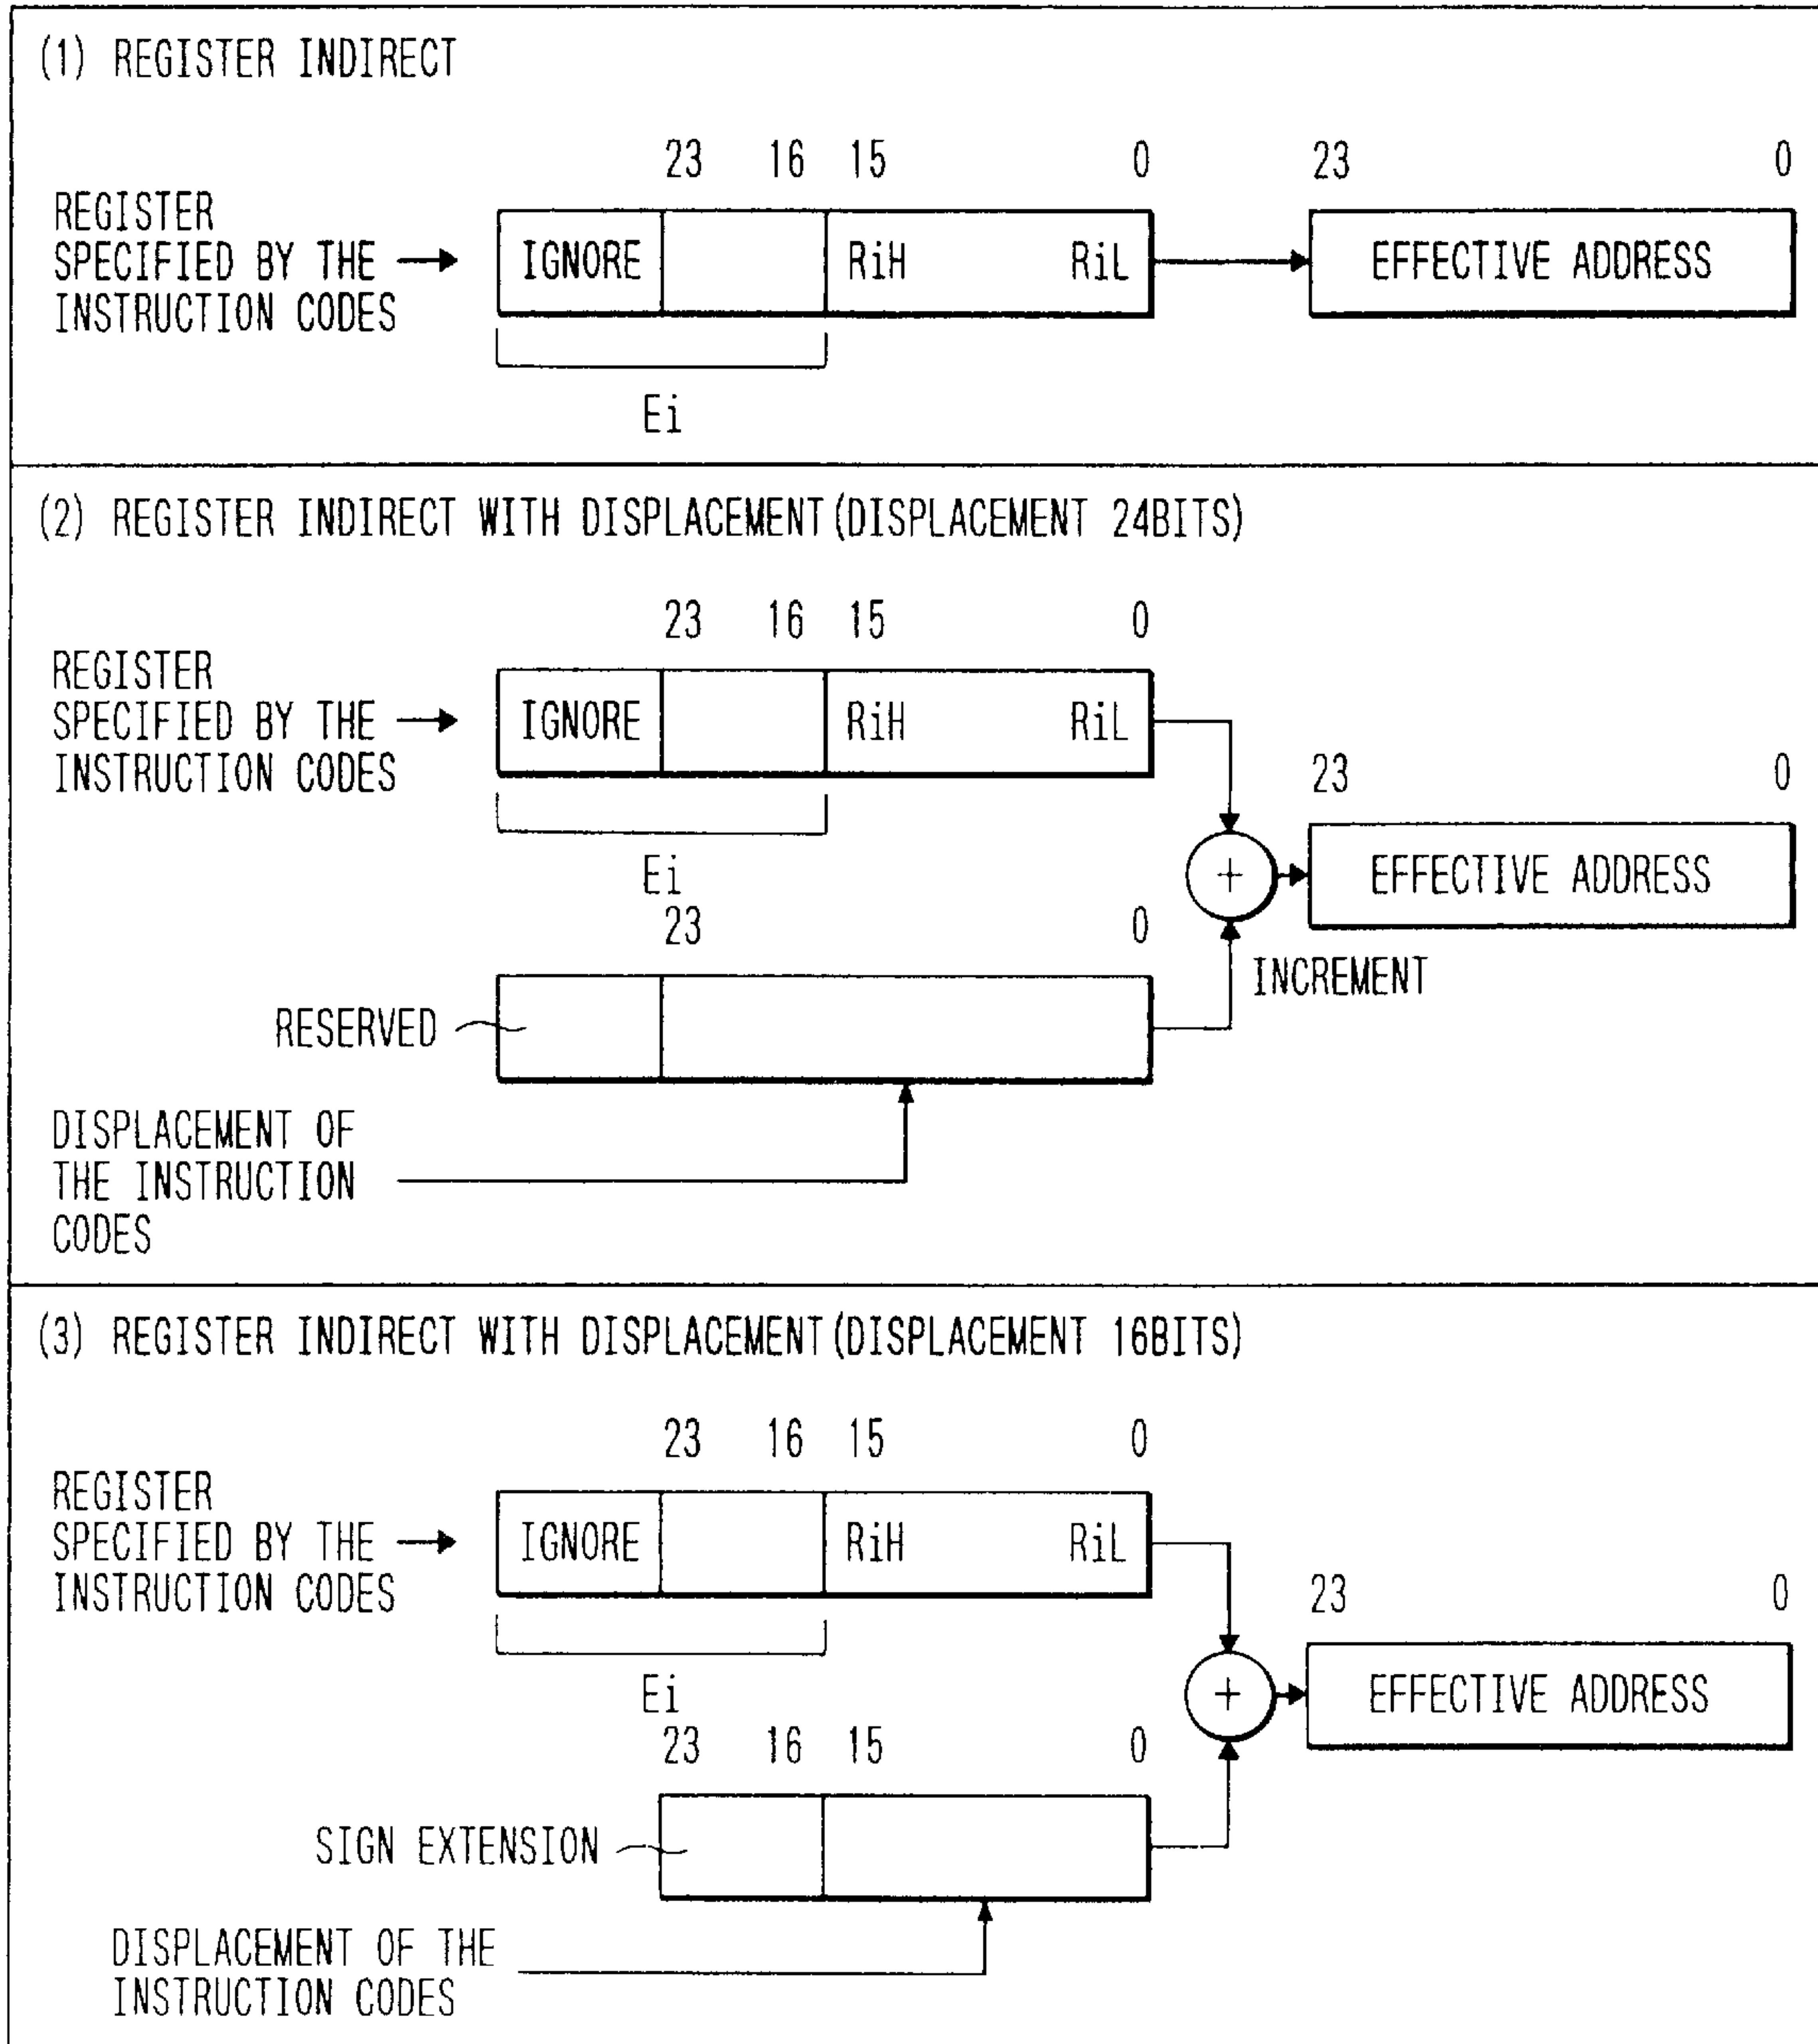 (1) REGISTER INDIRECT
23 16 15 0 23 0
REGISTER
SPECIFIED BY THE
INSTRUCTION CODES
IGNORE RiH RiL EFFECTIVE ADDRESS
Ei
(2) REGISTER INDIRECT WITH DISPLACEMENT(DISPLACEMENT 24BITS)
23 16 15 0
REGISTER
SPECIFIED BY THE
INSTRUCTION CODES
IGNORE RiH RiL
23 0
+ EFFECTIVE ADDRESS
Ei
23 0
INCREMENT
RESERVED
DISPLACEMENT OF
THE INSTRUCTION
CODES
(3) REGISTER INDIRECT WITH DISPLACEMENT(DISPLACEMENT 16BITS)
23 16 15 0
REGISTER
SPECIFIED BY THE
INSTRUCTION CODES
IGNORE RiH RiL
23 0
+ EFFECTIVE ADDRESS
Ei
23 16 15 0
SIGN EXTENSION
DISPLACEMENT OF THE
INSTRUCTION CODES